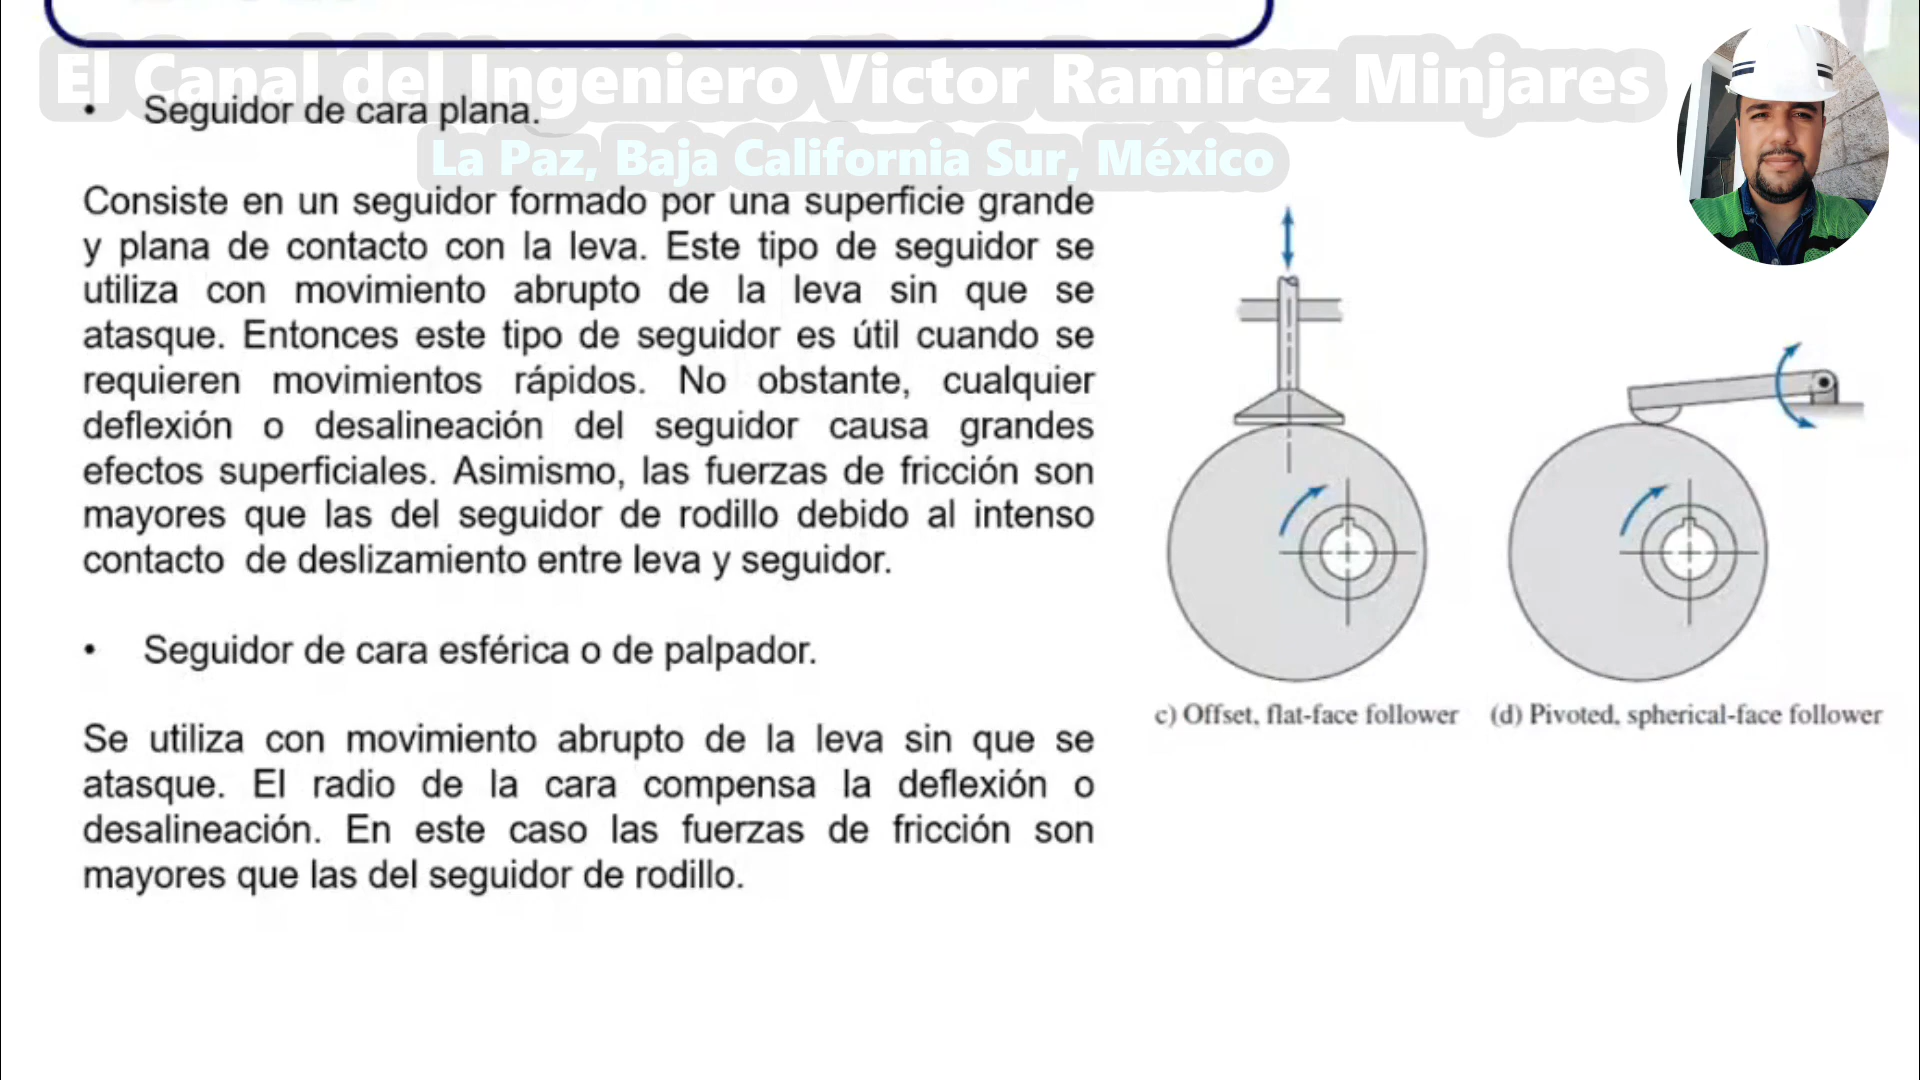 El Canal del Ingeniero Victor Ramirez Minjares
• Seguidor de cara plana.
La Paz, Baja California Sur, México
Consiste en un seguidor formado por una superficie grande
y plana de contacto con la leva. Este tipo de seguidor se
utiliza con movimiento abrupto de la leva sin que se
atasque. Entonces este tipo de seguidor es útil cuando se
requieren movimientos rápidos. No obstante, cualquier
deflexión o desalineación del seguidor causa grandes
efectos superficiales. Asimismo, las fuerzas de fricción son
mayores que las del seguidor de rodillo debido al intenso
contacto de deslizamiento entre leva y seguidor.
• Seguidor de cara esférica o de palpador.
Se utiliza con movimiento abrupto de la leva sin que se
atasque. El radio de la cara compensa la deflexión o
desalineación. En este caso las fuerzas de fricción son
mayores que las del seguidor de rodillo.
c) Offset, flat-face follower
(d) Pivoted, spherical-face follower